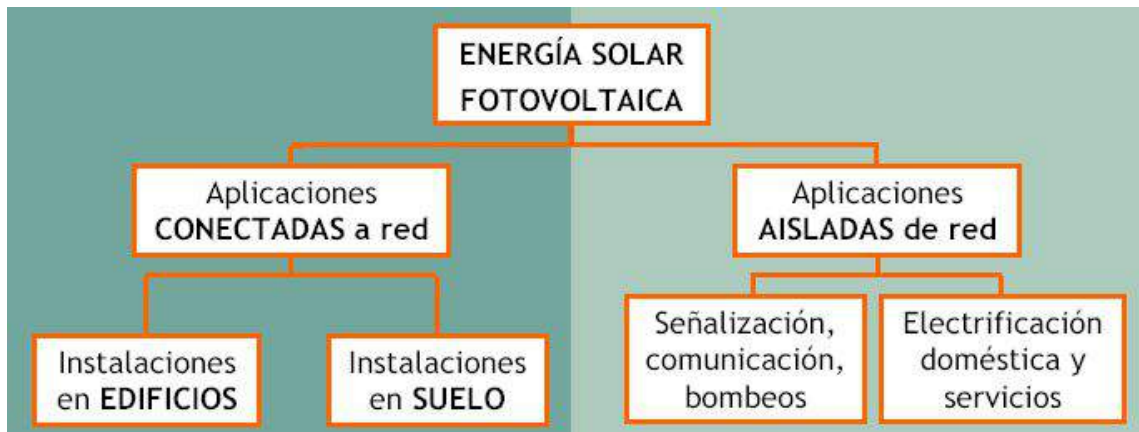 ENERGÍA SOLAR
FOTOVOLTAICA
Aplicaciones
CONECTADAS a red
Aplicaciones
AISLADAS de red
Instalaciones
en EDIFICIOS
Instalaciones
en SUELO
Señalización,
comunicación,
bombeos
Electrificación
doméstica y
servicios